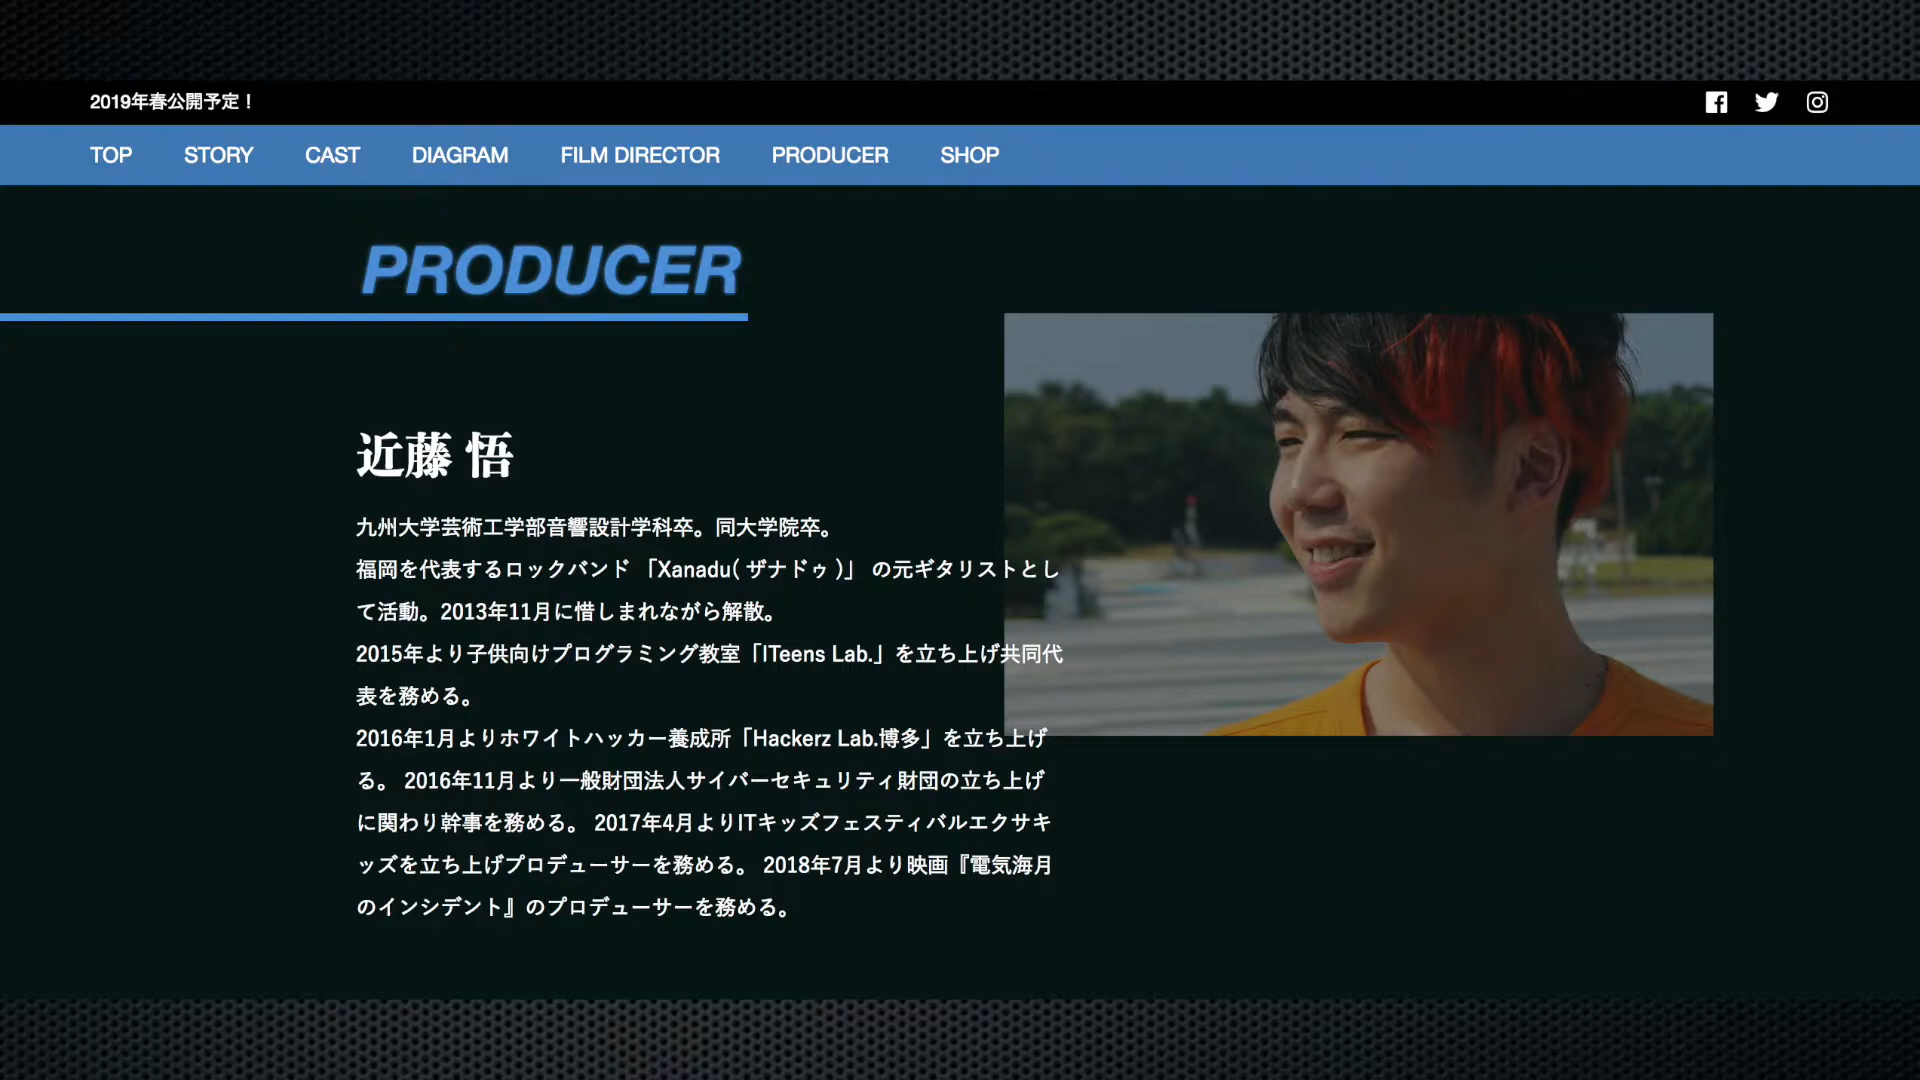 2019年春公開予定！
TOP STORY CAST DIAGRAM FILM DIRECTOR PRODUCER SHOP
PRODUCER
近藤 悟
九州大学芸術工学部音響設計学科卒。同大学院卒。
福岡を代表するロックバンド 「Xanadu( ザナドゥ )」 の元ギタリストとし
て活動。2013年11月に惜しまれながら解散。
2015年より子供向けプログラミング教室「ITeens Lab.」を立ち上げ共同代
表を務める。
2016年1月よりホワイトハッカー養成所「Hackerz Lab.博多」を立ち上げ
る。 2016年11月より一般財団法人サイバーセキュリティ財団の立ち上げ
に関わり幹事を務める。 2017年4月よりITキッズフェスティバルエクサキ
ッズを立ち上げプロデューサーを務める。 2018年7月より映画『電気海月
のインシデント』のプロデューサーを務める。